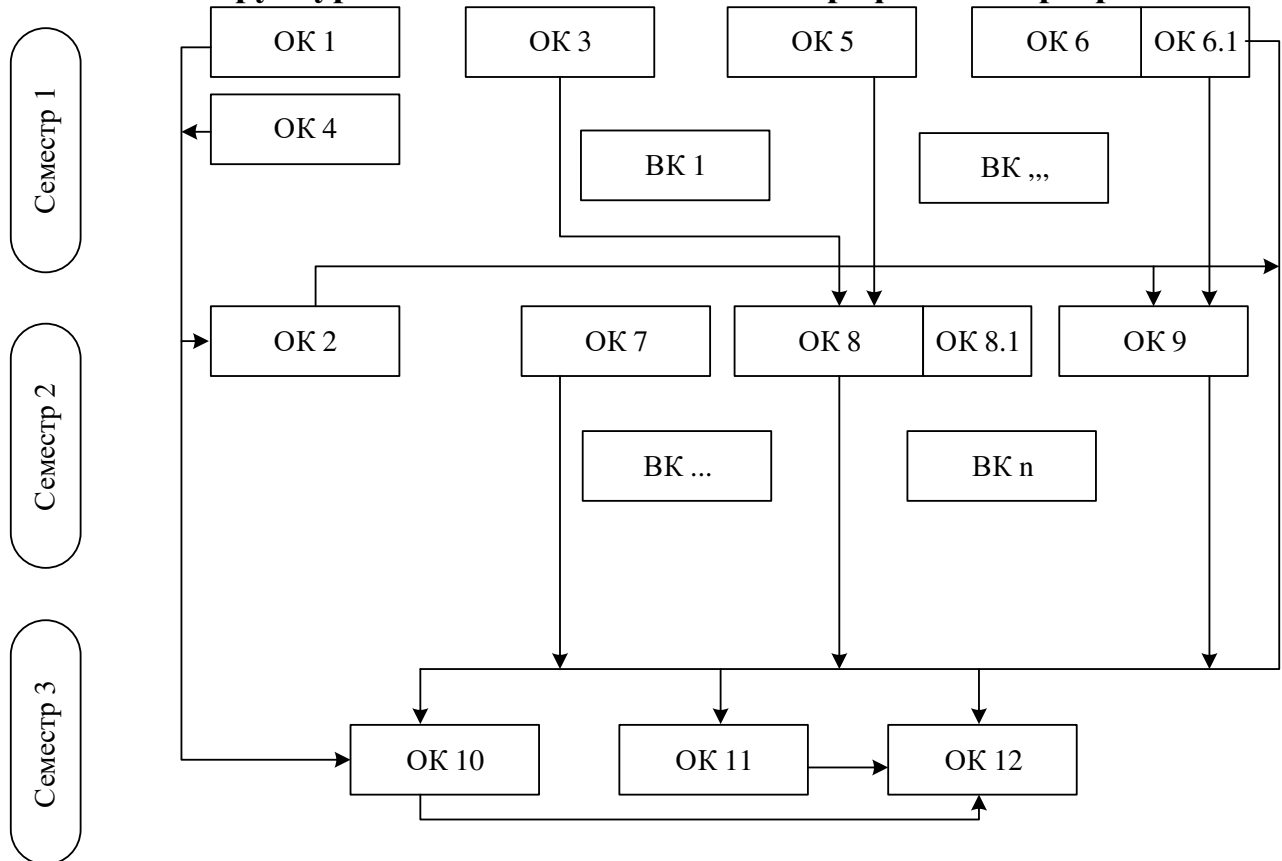 Семестр 1
ОК 1
ОК 3
ОК 5
ОК 6
ОК 6.1
ОК 4
ВК 1
ВК ,,,
Семестр 2
ОК 2
ОК 7
ОК 8
ОК 8.1
ОК 9
ВК ...
ВК n
Семестр 3
ОК 10
ОК 11
ОК 12